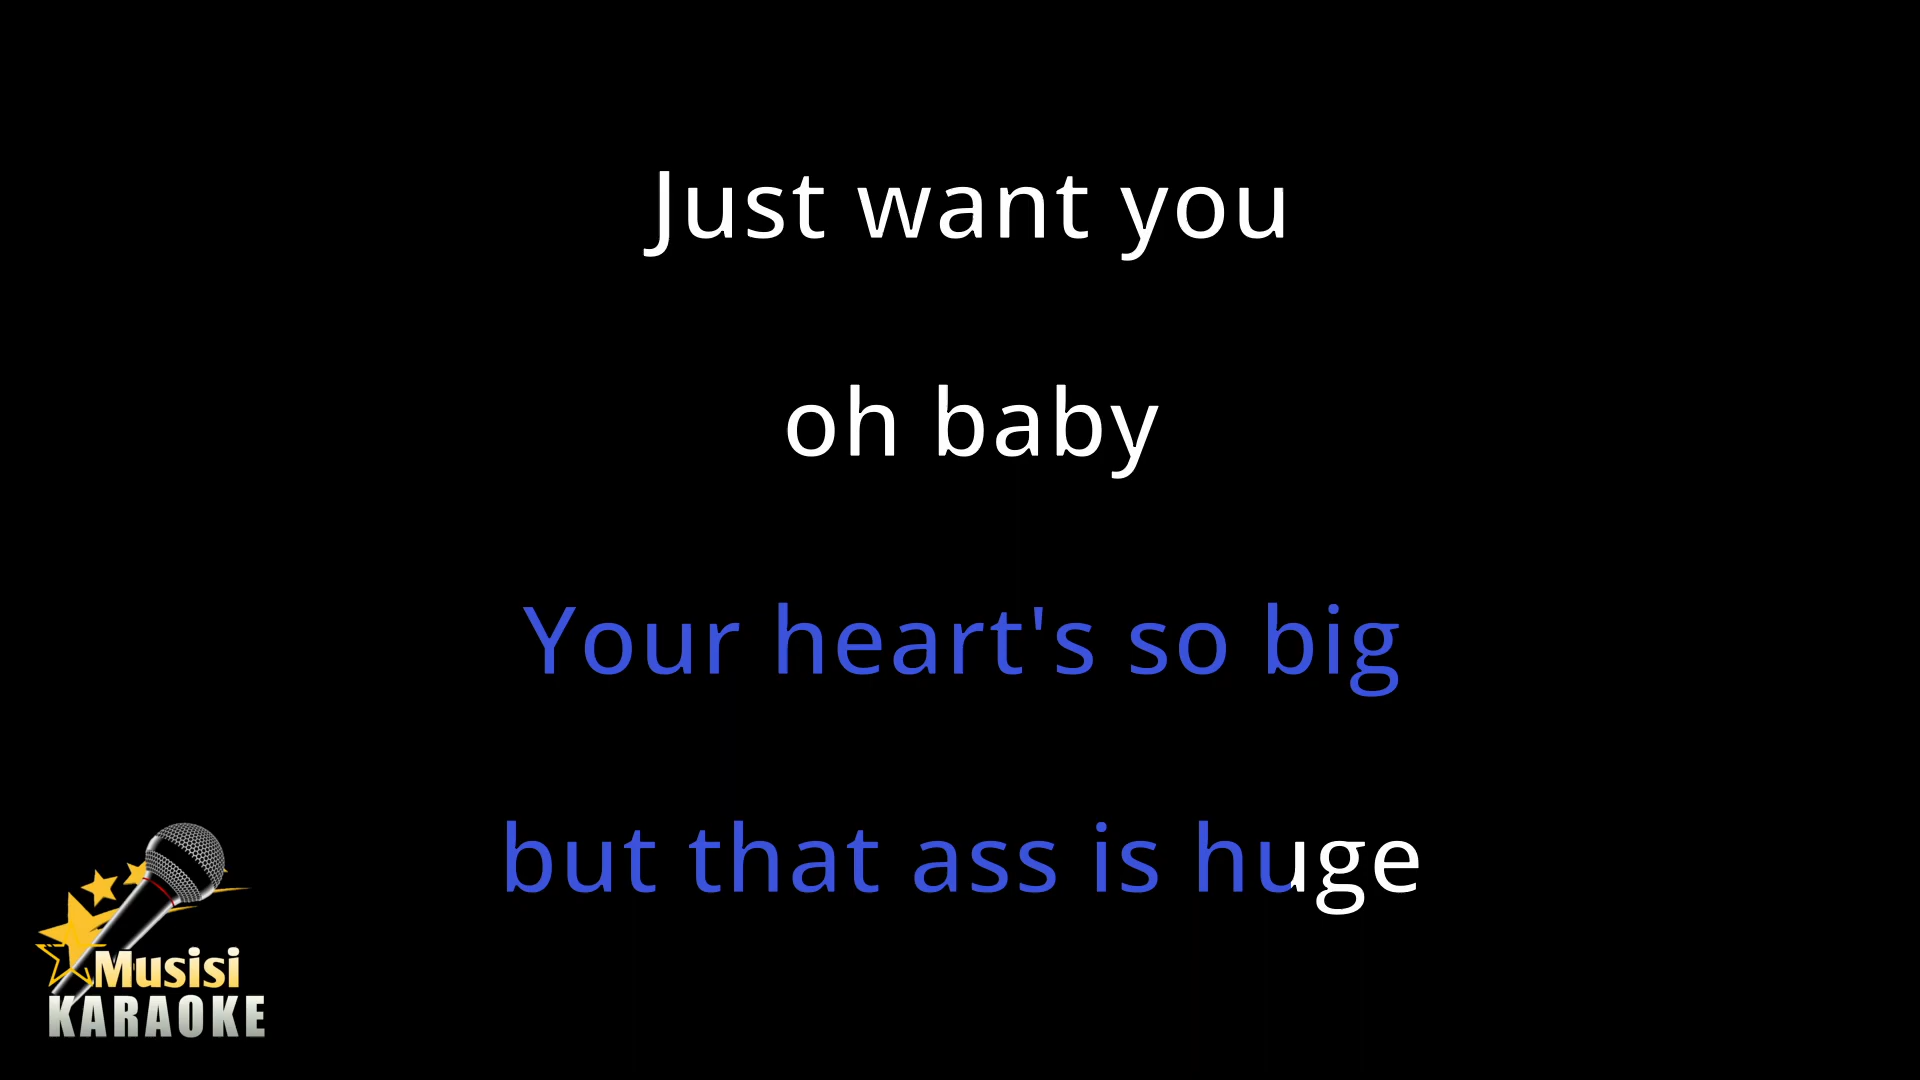 Just want you
oh baby
Your heart's so big
but that ass is huge
Musisi
KARAOKE